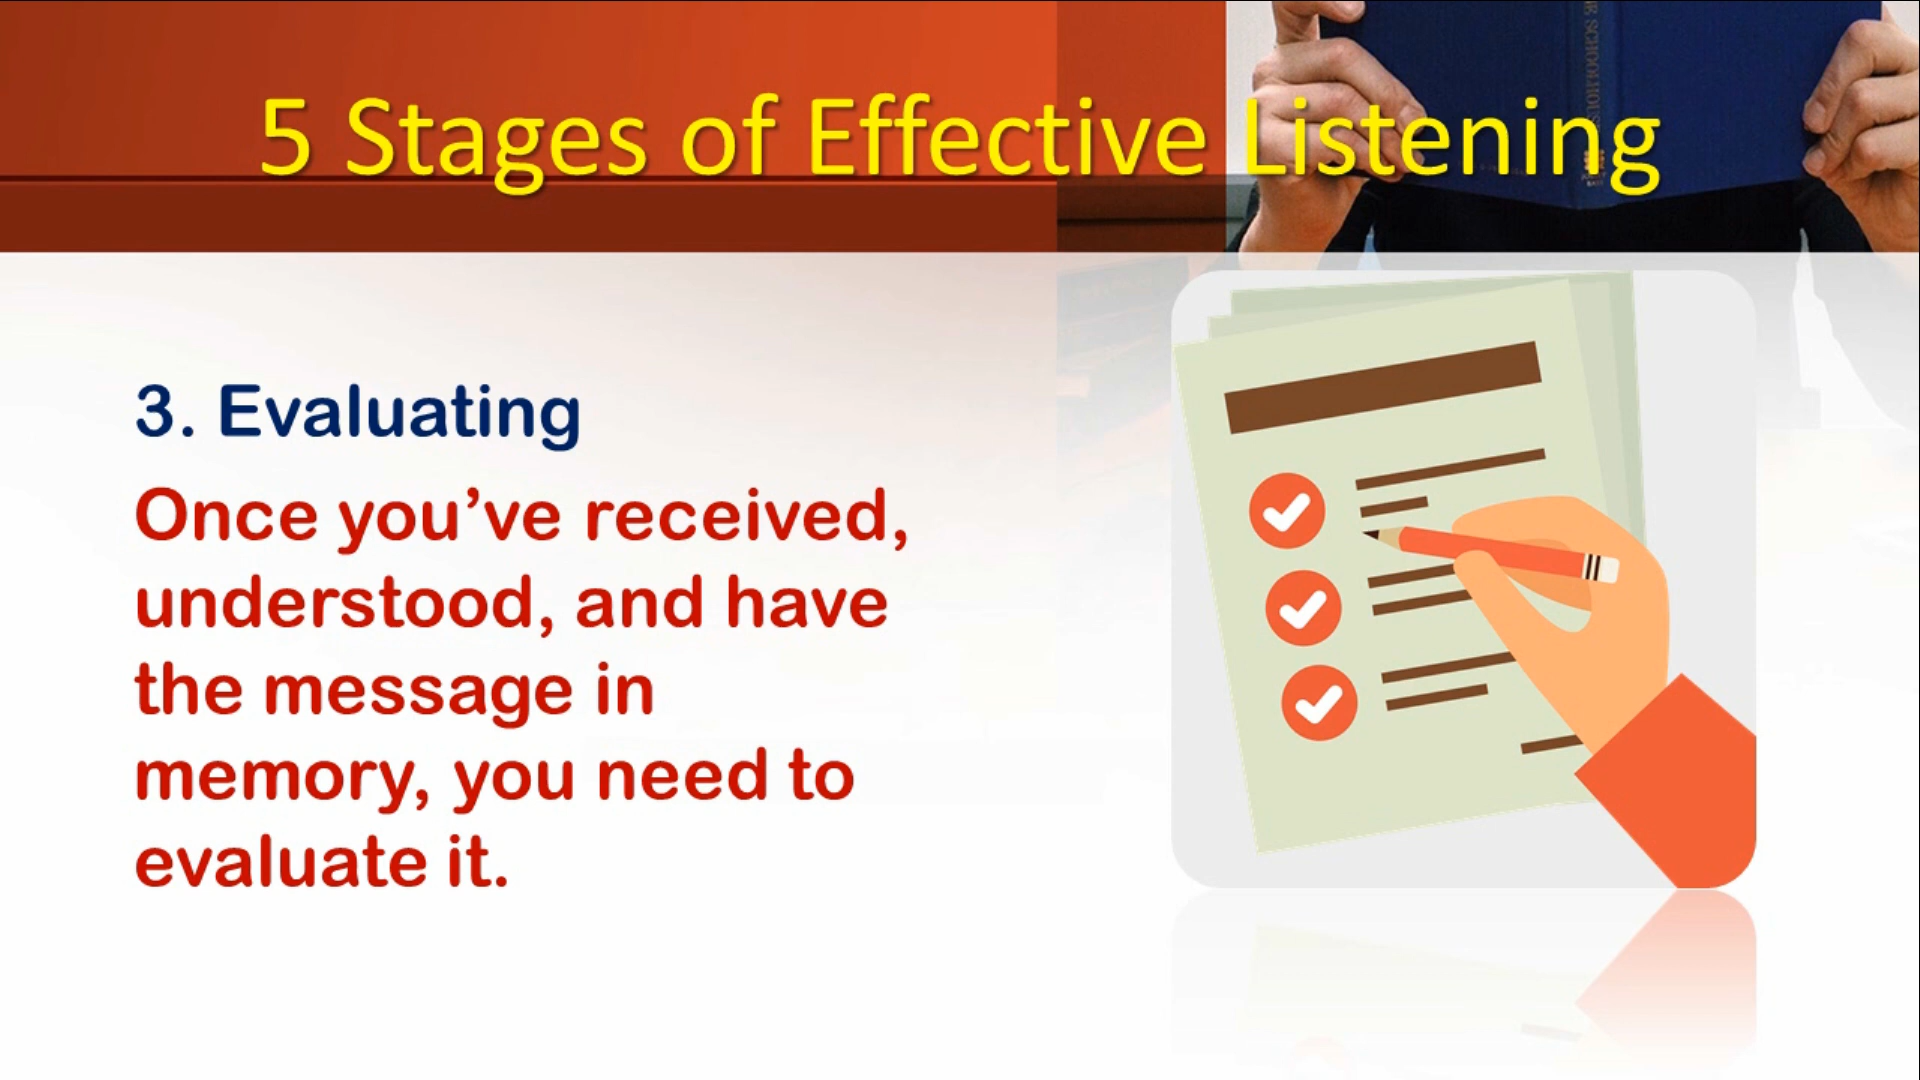 5 Stages of Effective Listening
3. Evaluating
Once you’ve received,
understood, and have
the message in
memory, you need to
evaluate it.